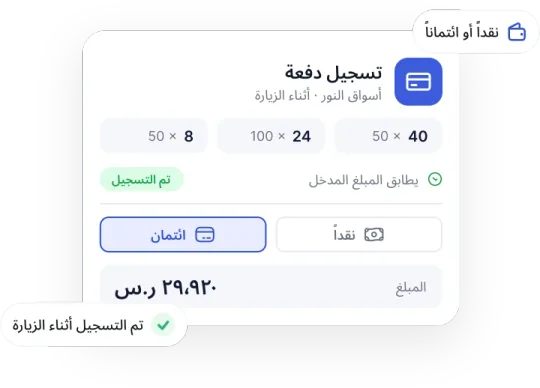 نقداً أو ائتماناً
تسجيل دفعة
أسواق النور · أثناء الزيارة
40 × 50
24 × 100
8 × 50
يطابق المبلغ المدخل
تم التسجيل
نقداً
ائتمان
المبلغ
٢٩،٩٢٠ ر.س
تم التسجيل أثناء الزيارة